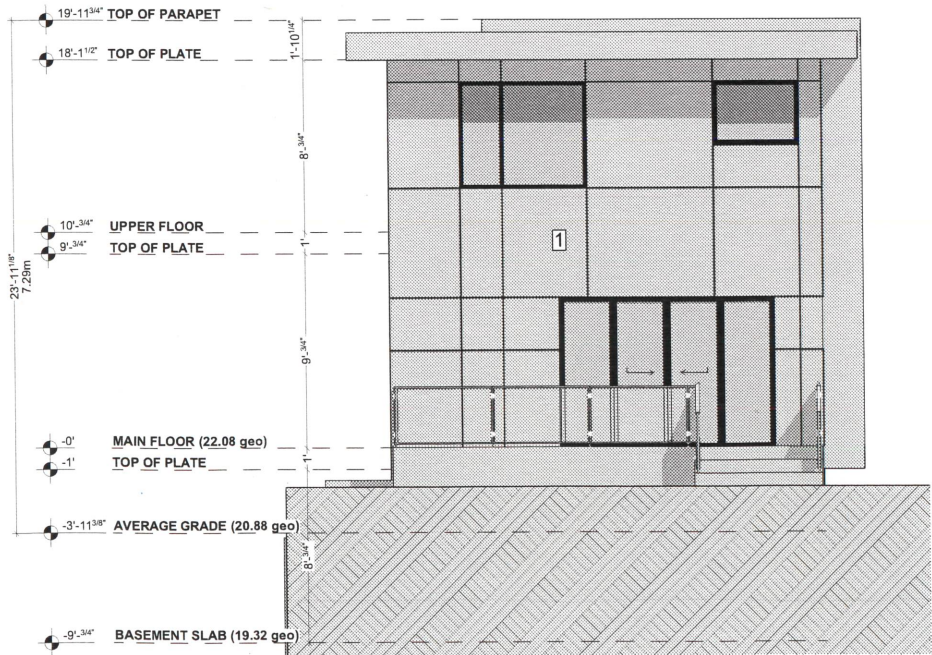 19'-11 3/4" TOP OF PARAPET
1'-10 1/4"
18'-1 1/2" TOP OF PLATE
8'-3/4"
10'-3/4" UPPER FLOOR
1'
9'-3/4" TOP OF PLATE
1
23'-11 1/8"
7.29m
9'-3/4"
-0' MAIN FLOOR (22.08 geo)
1'
-1' TOP OF PLATE
-3'-11 3/8" AVERAGE GRADE (20.88 geo)
8'-3/4"
-9'-3/4" BASEMENT SLAB (19.32 geo)